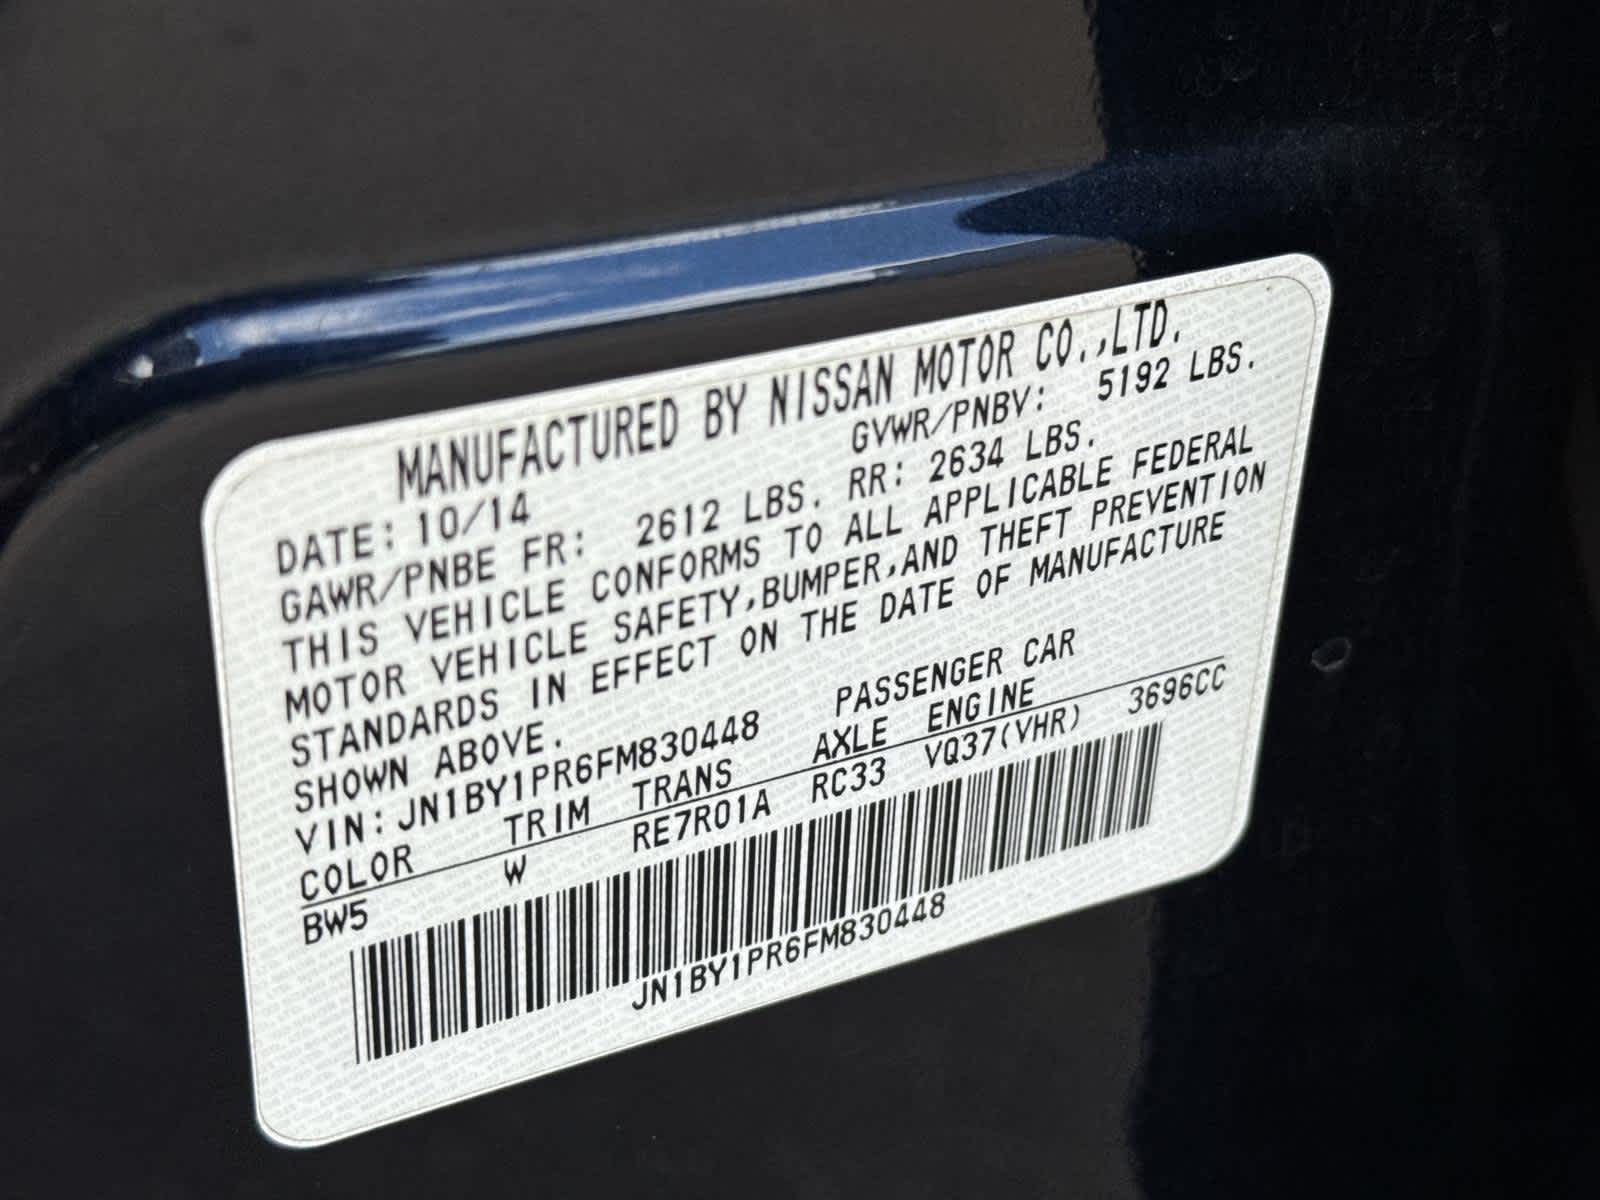 MANUFACTURED BY NISSAN MOTOR CO.,LTD.
DATE: 10/14 GVWR/PNBV: 5192 LBS.
GAWR/PNBE FR: 2612 LBS. RR: 2634 LBS.
THIS VEHICLE CONFORMS TO ALL APPLICABLE FEDERAL
MOTOR VEHICLE SAFETY,BUMPER,AND THEFT PREVENTION
STANDARDS IN EFFECT ON THE DATE OF MANUFACTURE
SHOWN ABOVE.
VIN: JN1BY1PR6FM830448 PASSENGER CAR
COLOR TRIM TRANS AXLE ENGINE
BW5 W RE7R01A RC33 VQ37(VHR) 3696CC
JN1BY1PR6FM830448